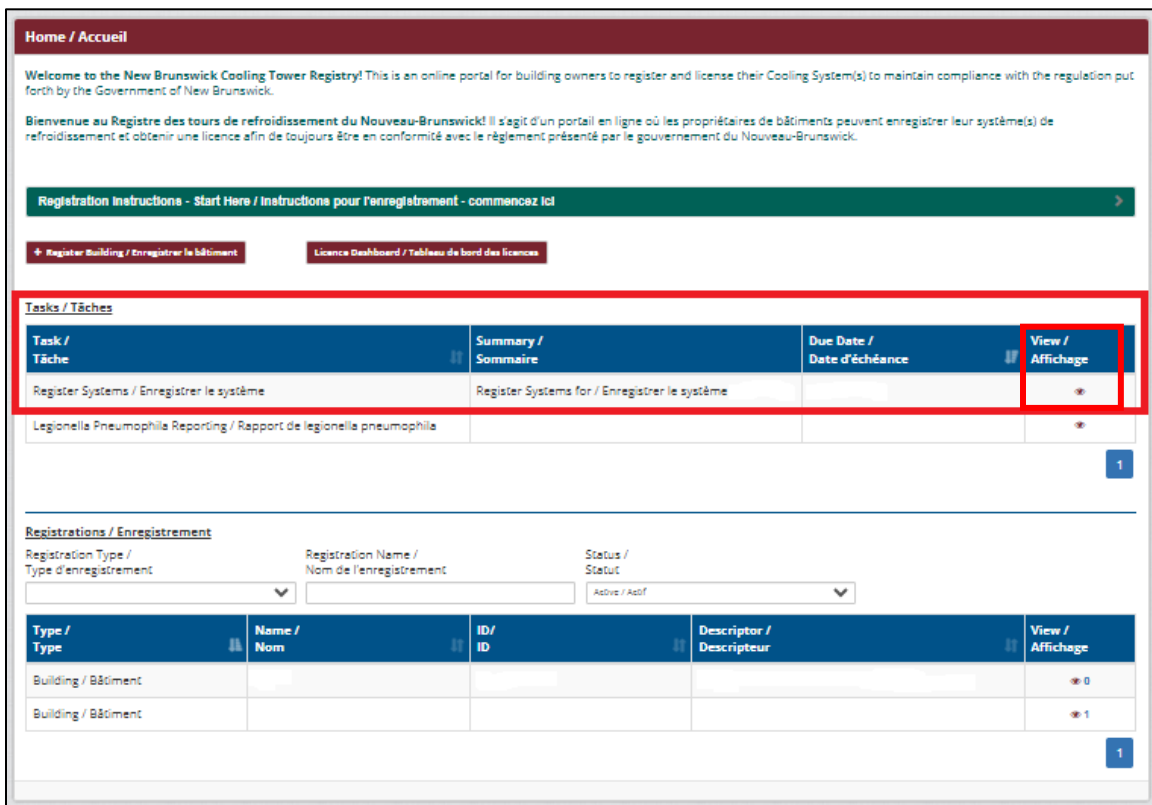 Home / Accueil
Welcome to the New Brunswick Cooling Tower Registry! This is an online portal for building owners to register and license their Cooling System(s) to maintain compliance with the regulation put
forth by the Government of New Brunswick.
Bienvenue au Registre des tours de refroidissement du Nouveau-Brunswick! Il s'agit d'un portail en ligne où les propriétaires de bâtiments peuvent enregistrer leur système(s) de
refroidissement et obtenir une licence afin de toujours être en conformité avec le règlement présenté par le gouvernement du Nouveau-Brunswick.
Registration Instructions - Start Here / Instructions pour l'enregistrement - commencez ici
+ Register Building / Enregistrer le bâtiment Licence Dashboard / Tableau de bord des licences
Tasks / Tâches
Task / Summary / Due Date / View /
Tâche Sommaire Date d'échéance Affichage
Register Systems / Enregistrer le système Register Systems for / Enregistrer le système
Legionella Pneumophila Reporting / Rapport de legionella pneumophila
1
Registrations / Enregistrement
Registration Type / Registration Name / Status /
Type d'enregistrement Nom de l'enregistrement Statut
Active / Actif
Type / Name / ID/ Descriptor / View /
Type Nom ID Descripteur Affichage
Building / Bâtiment 0
Building / Bâtiment 1
1